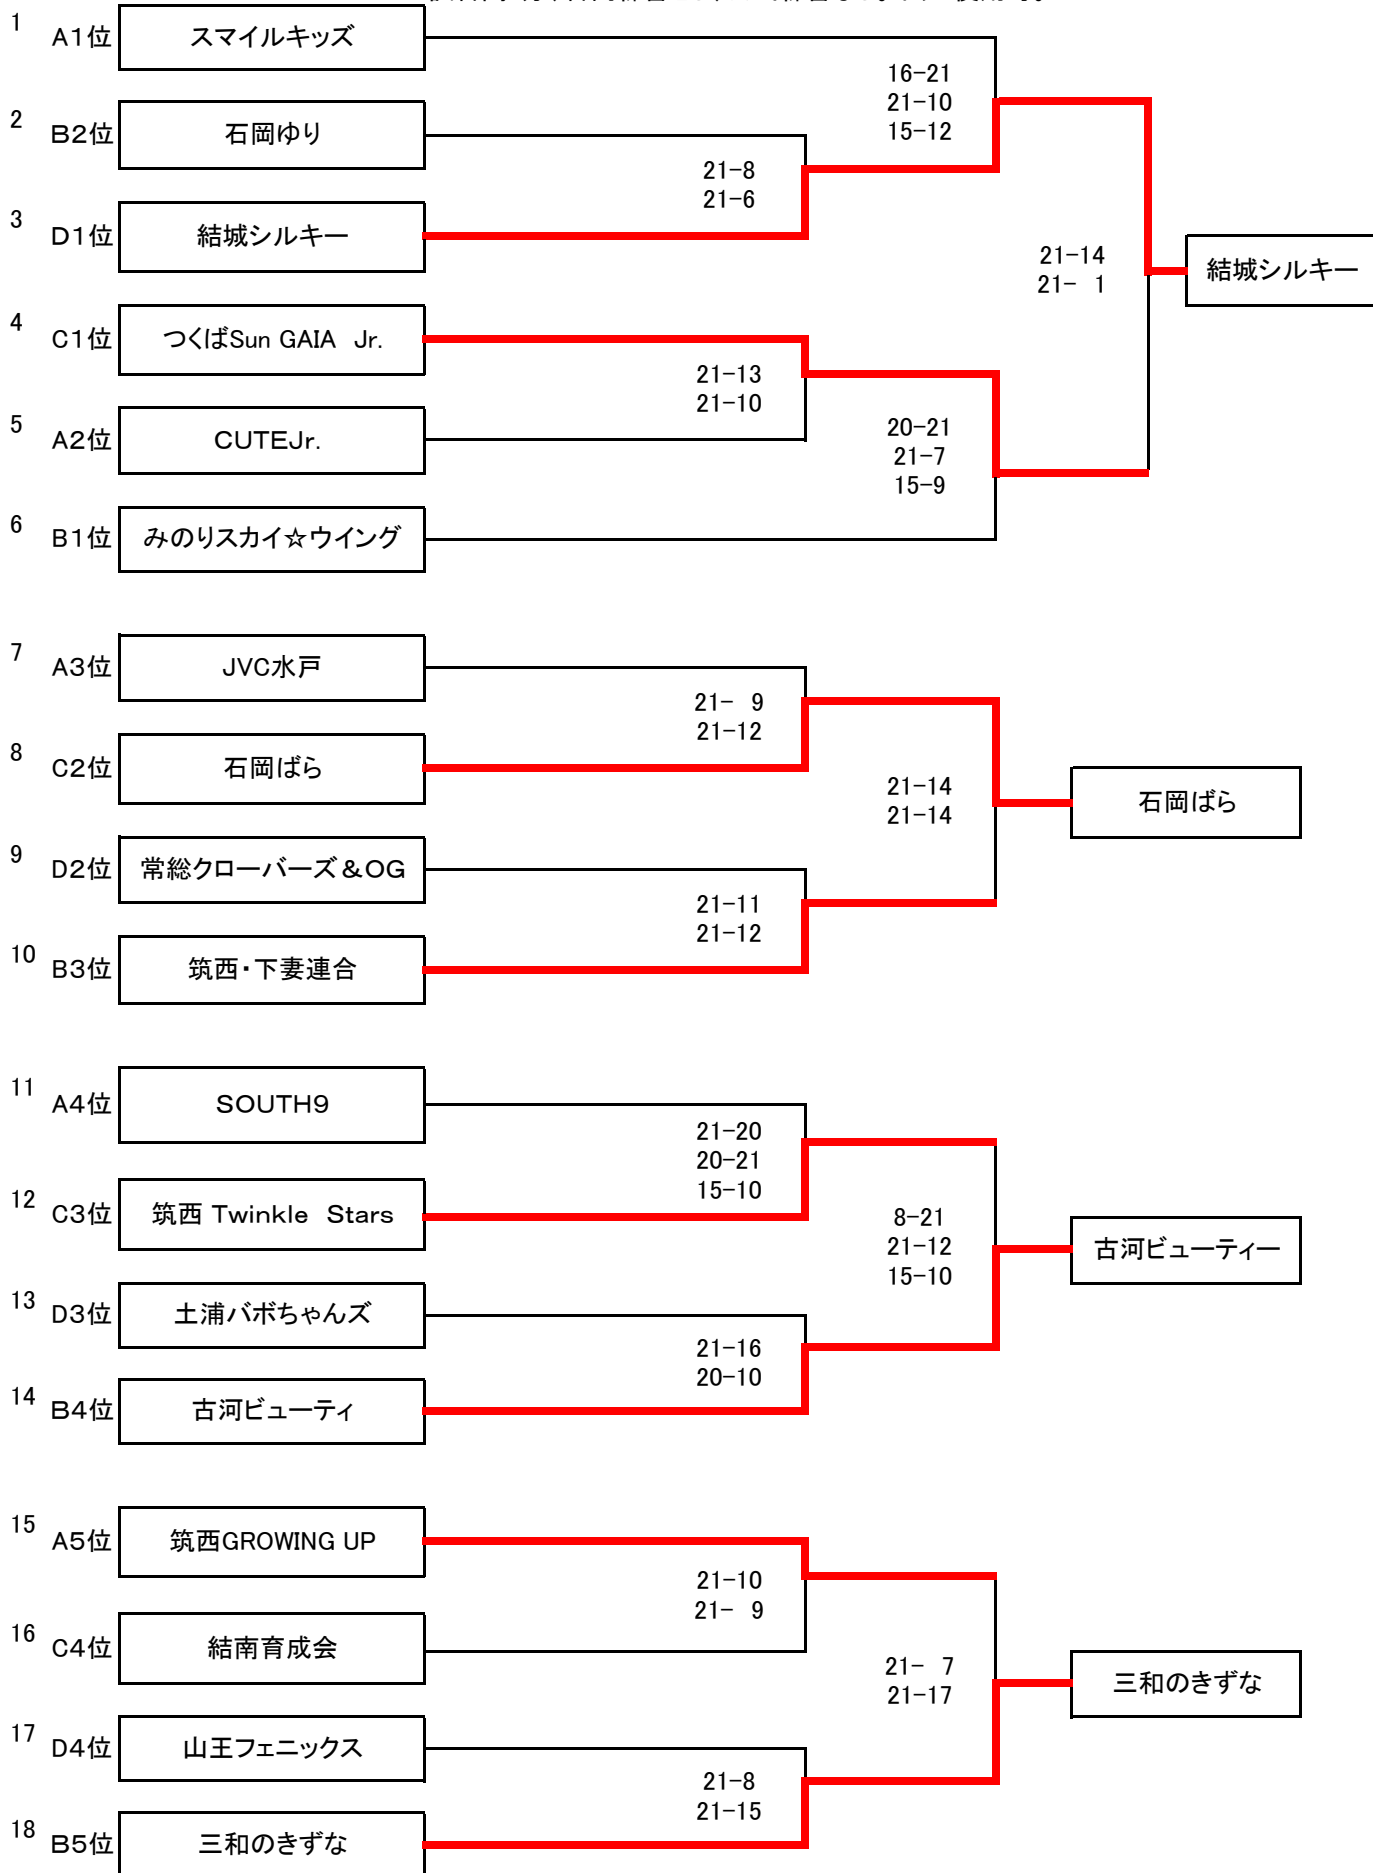 1 A1位 スマイルキッズ
16-21
21-10
15-12
2 B2位 石岡ゆり
21-8
21-6
3 D1位 結城シルキー
21-14
21- 1
結城シルキー
4 C1位 つくばSun GAIA Jr.
21-13
21-10
5 A2位 CUTEJr.
20-21
21-7
15-9
6 B1位 みのりスカイ☆ウイング
7 A3位 JVC水戸
21- 9
21-12
8 C2位 石岡ばら
21-14
21-14
石岡ばら
9 D2位 常総クローバーズ&OG
21-11
21-12
10 B3位 筑西・下妻連合
11 A4位 SOUTH9
21-20
20-21
15-10
12 C3位 筑西 Twinkle Stars
8-21
21-12
15-10
古河ビューティー
13 D3位 土浦バボちゃんズ
21-16
20-10
14 B4位 古河ビューティ
15 A5位 筑西GROWING UP
21-10
21- 9
16 C4位 結南育成会
21- 7
21-17
三和のきずな
17 D4位 山王フェニックス
21-8
21-15
18 B5位 三和のきずな